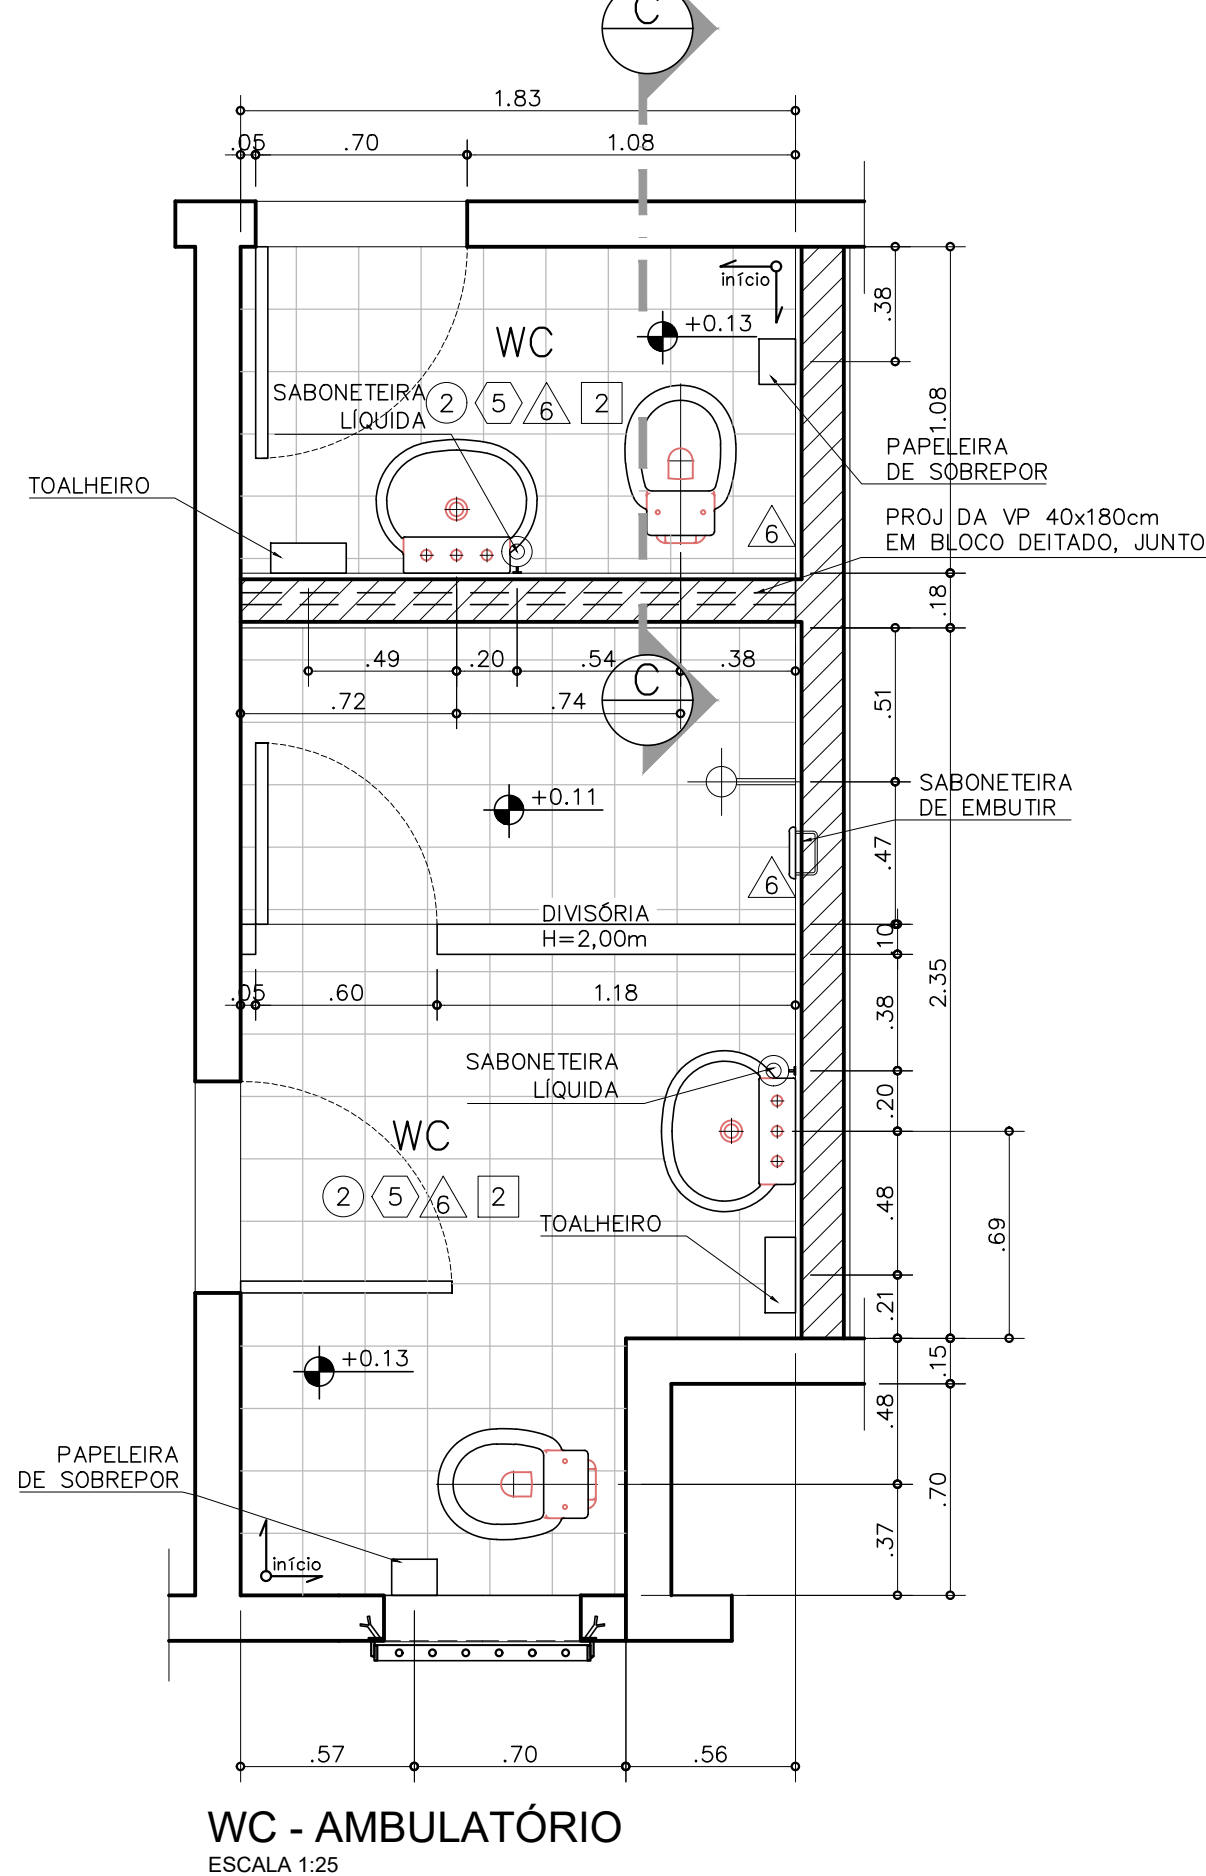 C
1.83
.05 .70 1.08
início
.38
+0.13
WC
SABONETEIRA
LÍQUIDA
2 5 6 2
1.08
PAPELEIRA
DE SOBREPOR
TOALHEIRO
PROJ DA VP 40x180cm
EM BLOCO DEITADO, JUNTO
6
.18
.49 .20 .54 .38
C
.72 .74
.51
+0.11
SABONETEIRA
DE EMBUTIR
.47
6
DIVISÓRIA
H=2,00m
.10
2.35
.05 .60 1.18
.38
SABONETEIRA
LÍQUIDA
.20
WC
2 5 6 2
.48
TOALHEIRO
.69
.21
+0.13
.15
.48
PAPELEIRA
DE SOBREPOR
.70
.37
início
.57 .70 .56
WC - AMBULATÓRIO
ESCALA 1:25